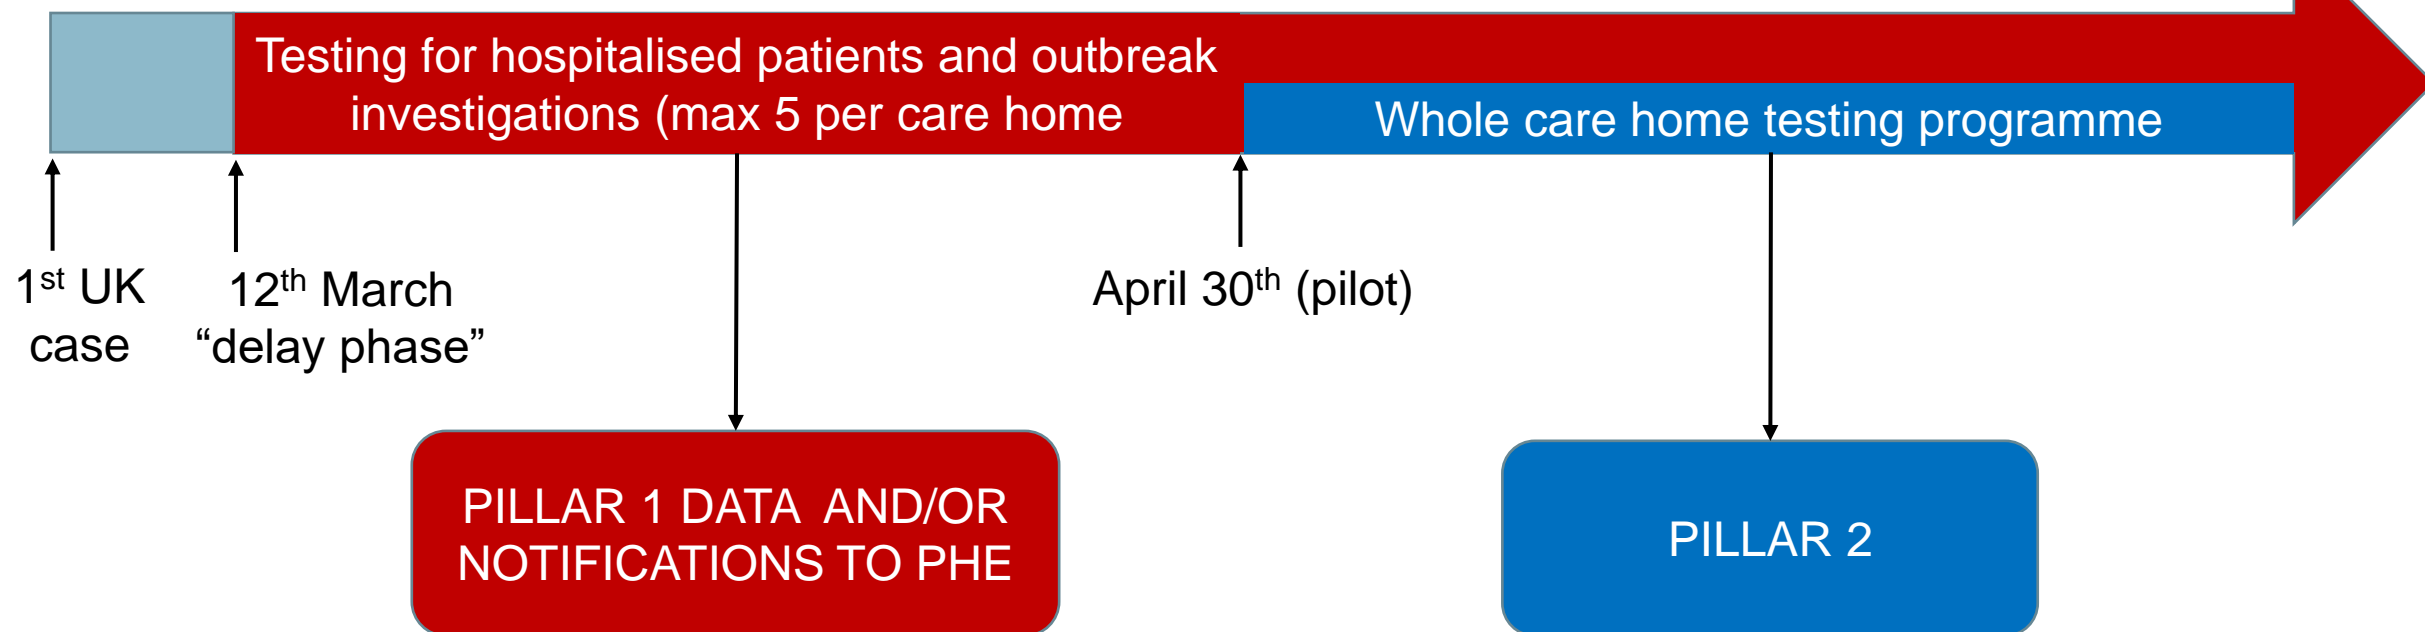 Testing for hospitalised patients and outbreak
investigations (max 5 per care home
Whole care home testing programme
1st UK
case
12th March
“delay phase”
April 30th (pilot)
PILLAR 1 DATA  AND/OR
NOTIFICATIONS TO PHE
PILLAR 2